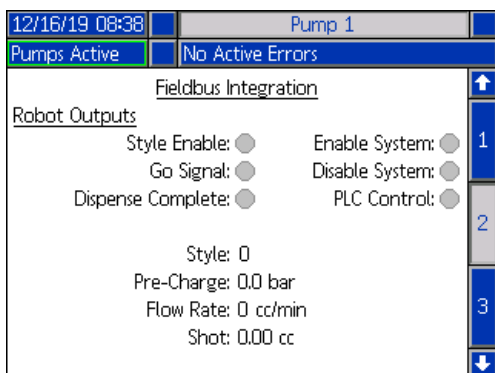 12/16/19 08:38 Pump 1
Pumps Active No Active Errors
Fieldbus Integration
Robot Outputs
Style Enable: Enable System:
1
Go Signal: Disable System:
Dispense Complete: PLC Control:
2
Style: 0
Pre-Charge: 0.0 bar
Flow Rate: 0 cc/min
3
Shot: 0.00 cc